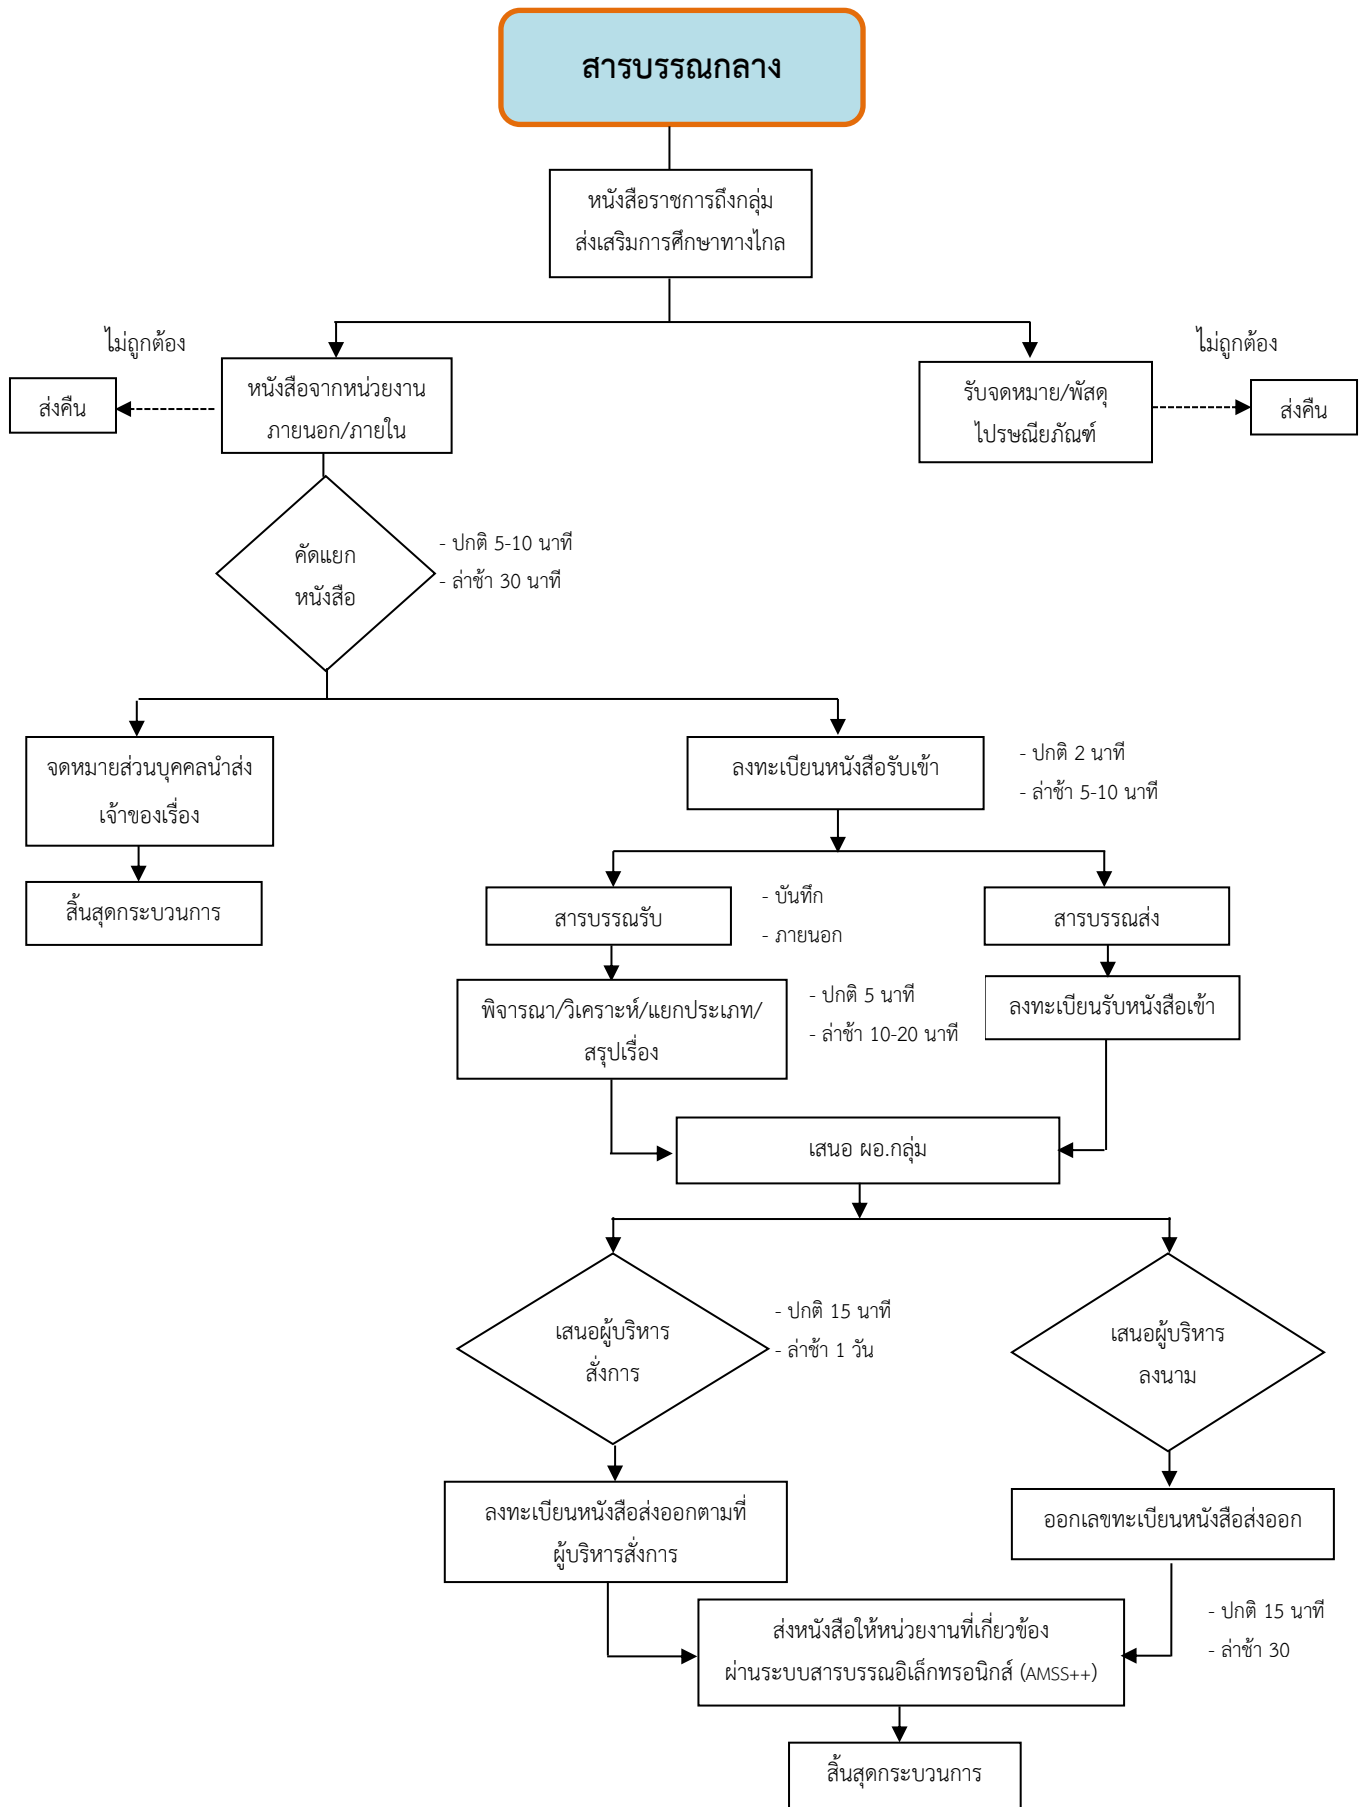 สารบรรณกลาง
หนังสือราชการถึงกลุ่ม
ส่งเสริมการศึกษาทางไกล
ไม่ถูกต้อง
ไม่ถูกต้อง
ส่งคืน
หนังสือจากหน่วยงาน
ภายนอก/ภายใน
รับจดหมาย/พัสดุ
ไปรษณียภัณฑ์
ส่งคืน
คัดแยก
หนังสือ
- ปกติ 5-10 นาที
- ล่าช้า 30 นาที
จดหมายส่วนบุคคลนำส่ง
เจ้าของเรื่อง
ลงทะเบียนหนังสือรับเข้า
- ปกติ 2 นาที
- ล่าช้า 5-10 นาที
สิ้นสุดกระบวนการ
สารบรรณรับ
- บันทึก
- ภายนอก
สารบรรณส่ง
พิจารณา/วิเคราะห์/แยกประเภท/
สรุปเรื่อง
- ปกติ 5 นาที
- ล่าช้า 10-20 นาที
ลงทะเบียนรับหนังสือเข้า
เสนอ ผอ.กลุ่ม
เสนอผู้บริหาร
สั่งการ
- ปกติ 15 นาที
- ล่าช้า 1 วัน
เสนอผู้บริหาร
ลงนาม
ลงทะเบียนหนังสือส่งออกตามที่
ผู้บริหารสั่งการ
ออกเลขทะเบียนหนังสือส่งออก
ส่งหนังสือให้หน่วยงานที่เกี่ยวข้อง
ผ่านระบบสารบรรณอิเล็กทรอนิกส์ (AMSS++)
- ปกติ 15 นาที
- ล่าช้า 30
สิ้นสุดกระบวนการ